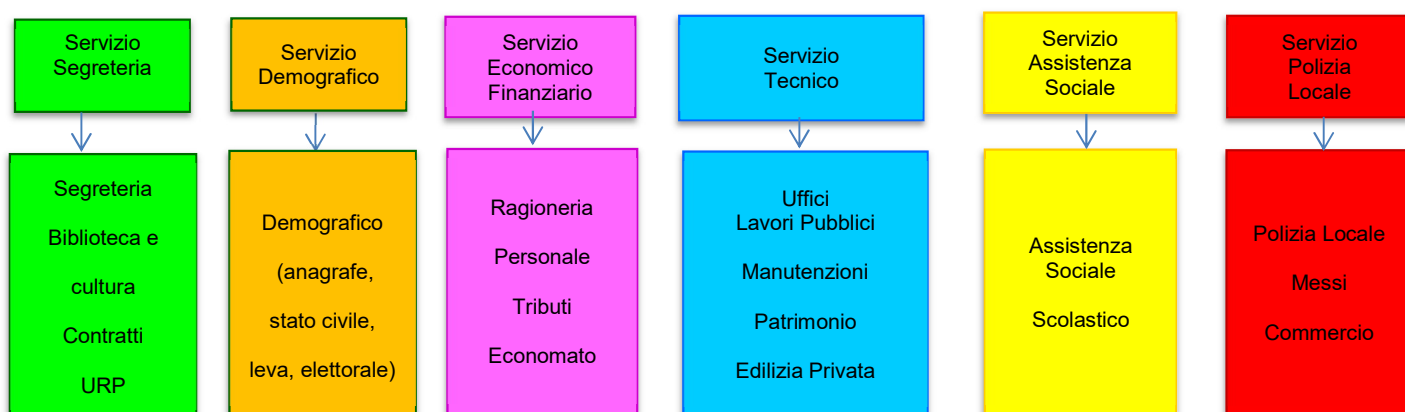 Servizio
Segreteria
Servizio
Demografico
Servizio
Economico
Finanziario
Servizio
Tecnico
Servizio
Assistenza
Sociale
Servizio
Polizia
Locale
Segreteria
Biblioteca e
cultura
Contratti
URP
Demografico
(anagrafe,
stato civile,
leva, elettorale)
Ragioneria
Personale
Tributi
Economato
Uffici
Lavori Pubblici
Manutenzioni
Patrimonio
Edilizia Privata
Assistenza
Sociale
Scolastico
Polizia Locale
Messi
Commercio